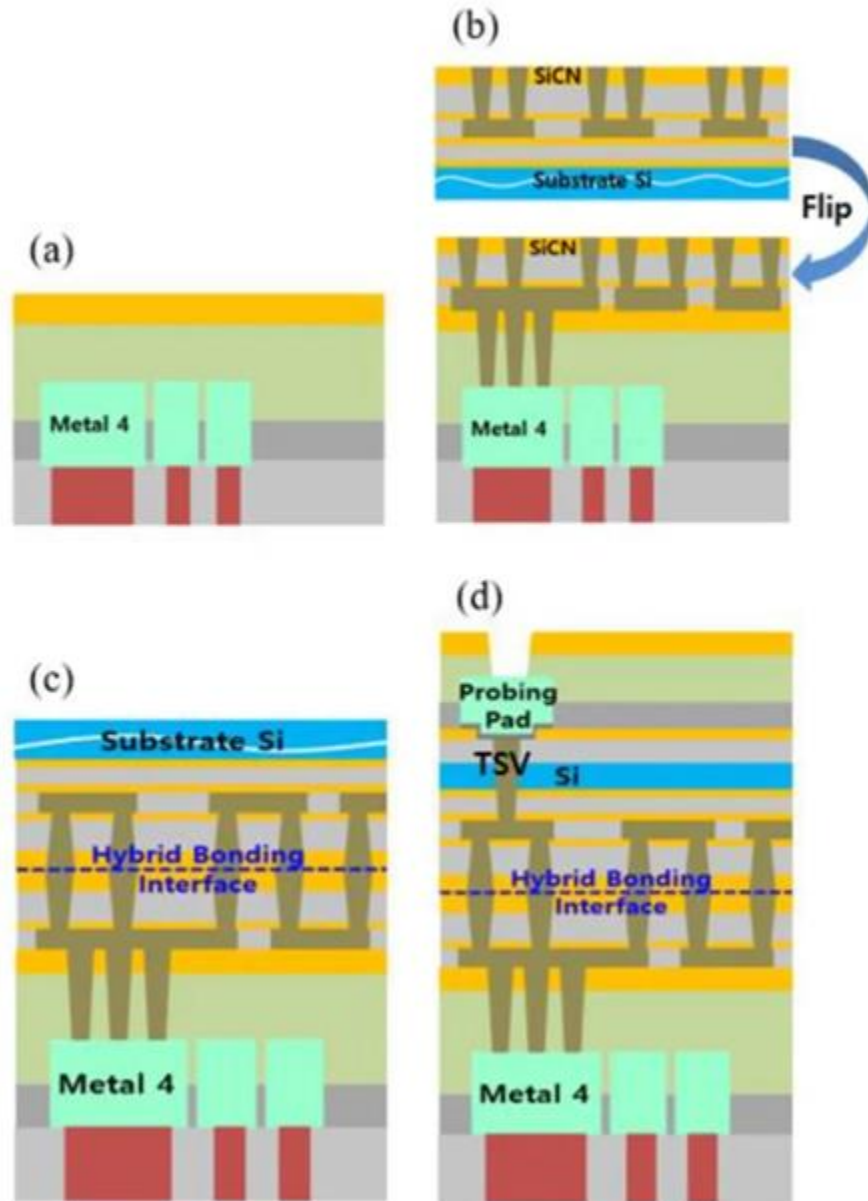 (a)
Metal 4
(b)
SiCN
Substrate Si
Flip
SiCN
Metal 4
(c)
Substrate Si
Hybrid Bonding
Interface
Metal 4
(d)
Probing
Pad
TSV
Si
Hybrid Bonding
Interface
Metal 4